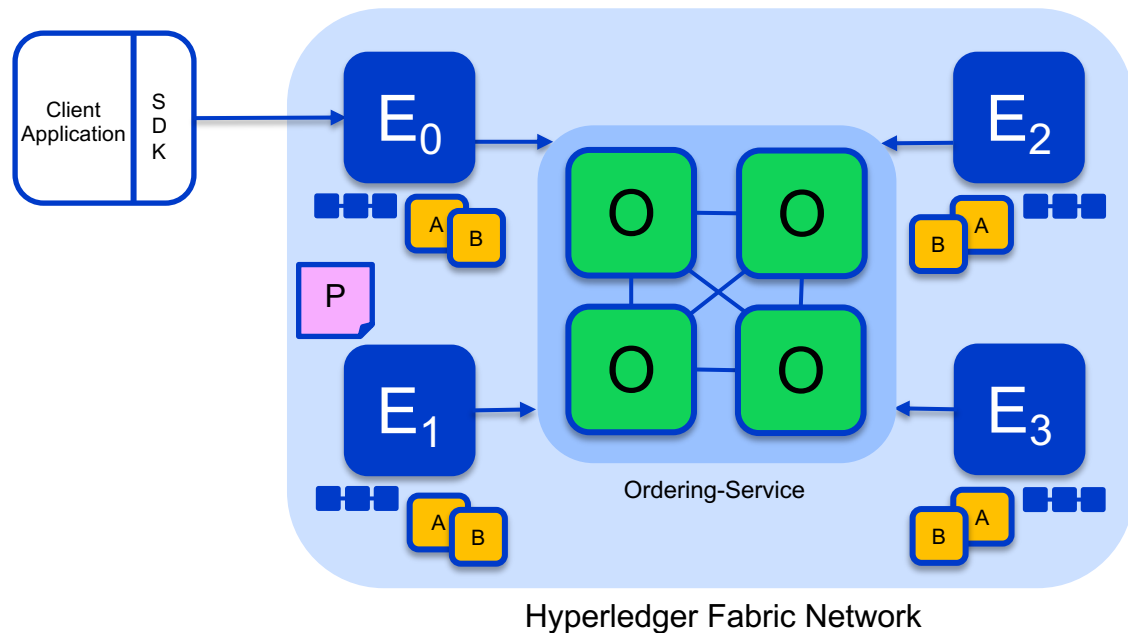 Client
Application
S
D
K
E0
E2
O
O
A
B
A
B
P
O
O
E1
E3
Ordering-Service
A
B
A
B
Hyperledger Fabric Network